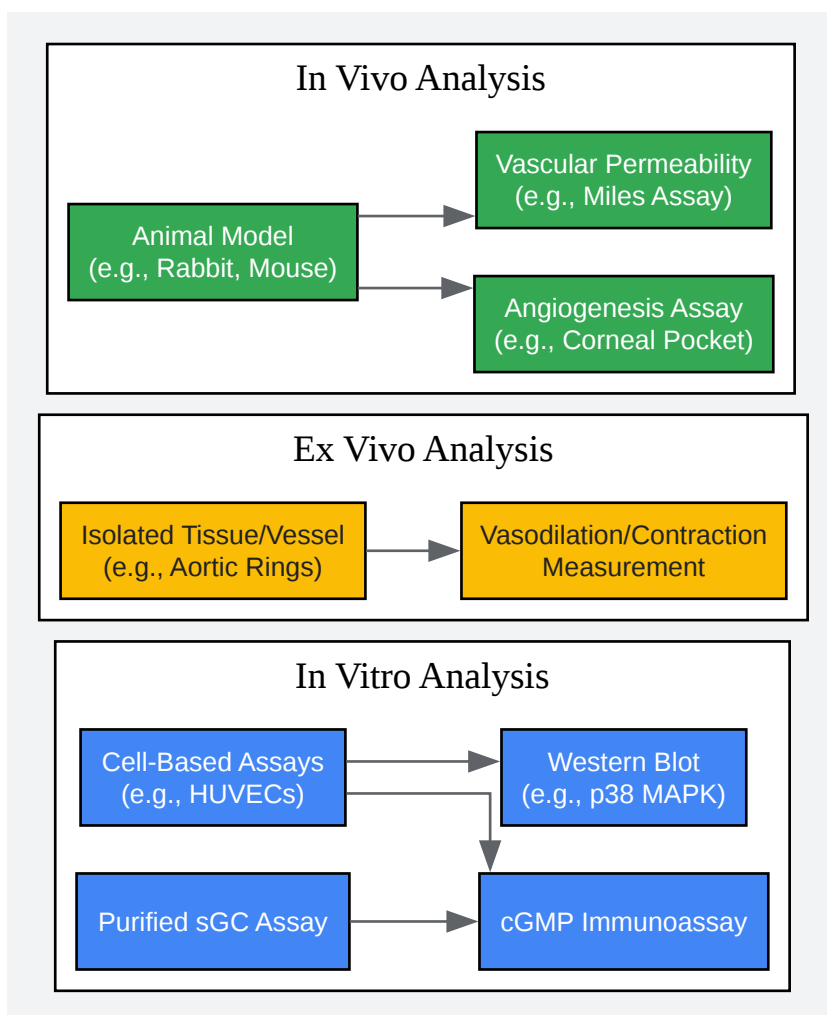 In Vivo Analysis
Vascular Permeability
(e.g., Miles Assay)
Animal Model
(e.g., Rabbit, Mouse)
Angiogenesis Assay
(e.g., Corneal Pocket)
Ex Vivo Analysis
Isolated Tissue/Vessel
(e.g., Aortic Rings)
Vasodilation/Contraction
Measurement
In Vitro Analysis
Cell-Based Assays
(e.g., HUVECs)
Western Blot
(e.g., p38 MAPK)
Purified sGC Assay
cGMP Immunoassay